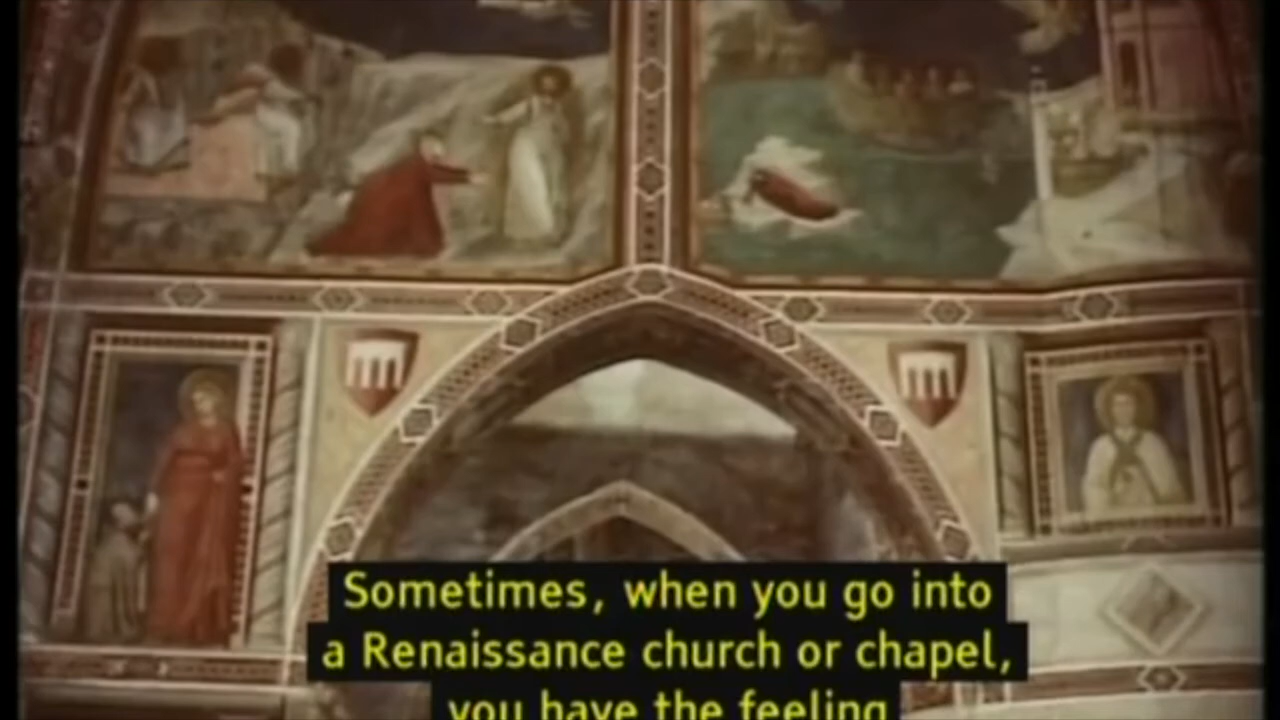 Sometimes, when you go into
a Renaissance church or chapel,
you have the feeling